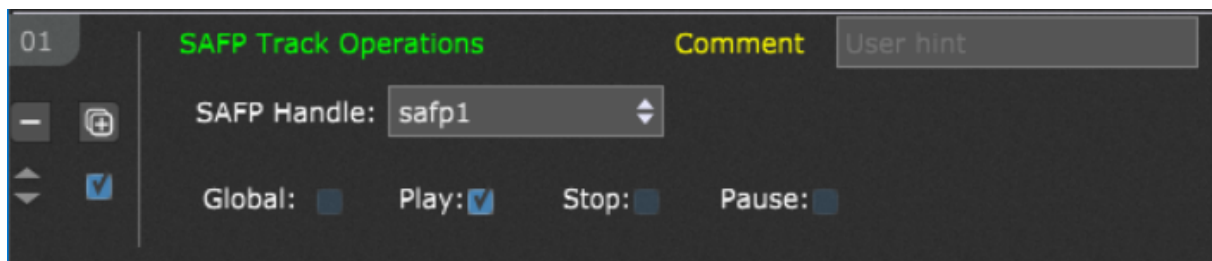 01
SAFP Track Operations
Comment
User hint
SAFP Handle: safp1
Global: Play: Stop: Pause: